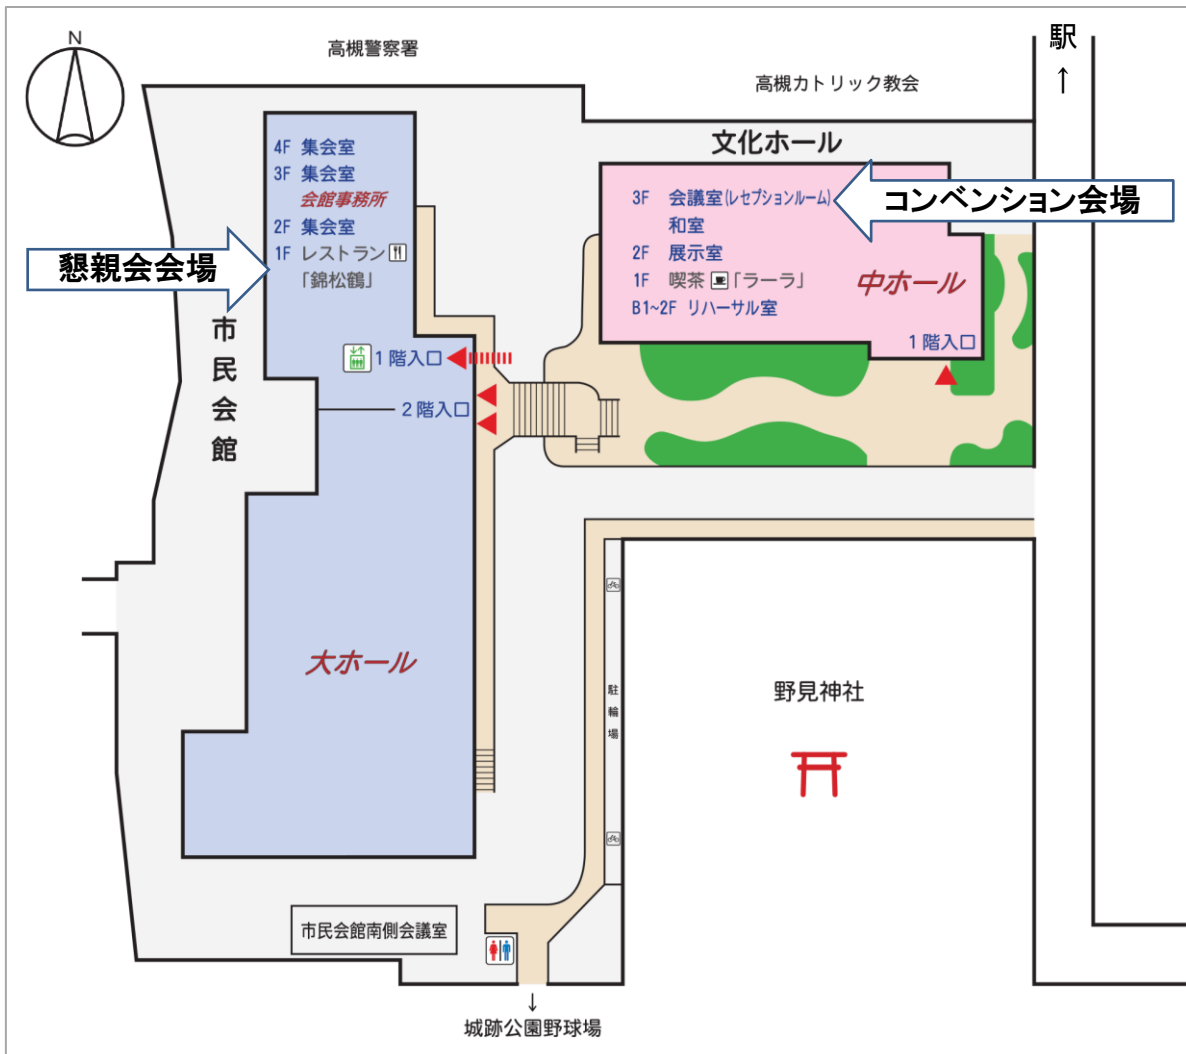 N
高槻警察署
駅
↑
高槻カトリック教会
文化ホール
4F 集会室
3F 集会室
会館事務所
2F 集会室
1F レストラン
「錦松鶴」
懇親会会場
3F 会議室(レセプションルーム)
和室
2F 展示室
1F 喫茶「ラーラ」
B1~2F リハーサル室
中ホール
1階入口
コンベンション会場
市民会館
1階入口
2階入口
大ホール
駐輪場
野見神社
市民会館南側会議室
↓
城跡公園野球場